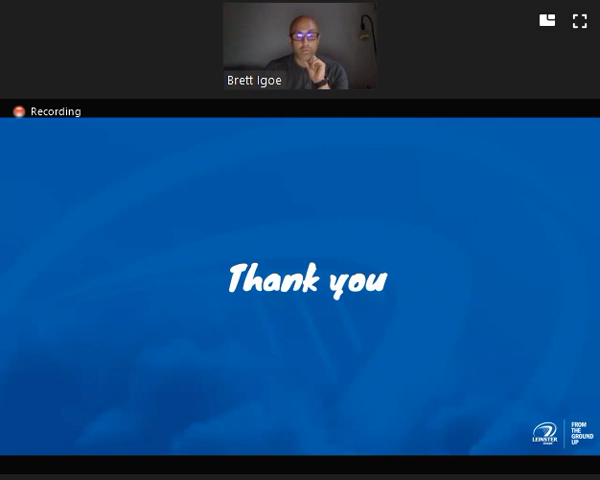 Brett Igoe
Recording
Thank you
LEINSTER
FROM
THE
GROUND
UP